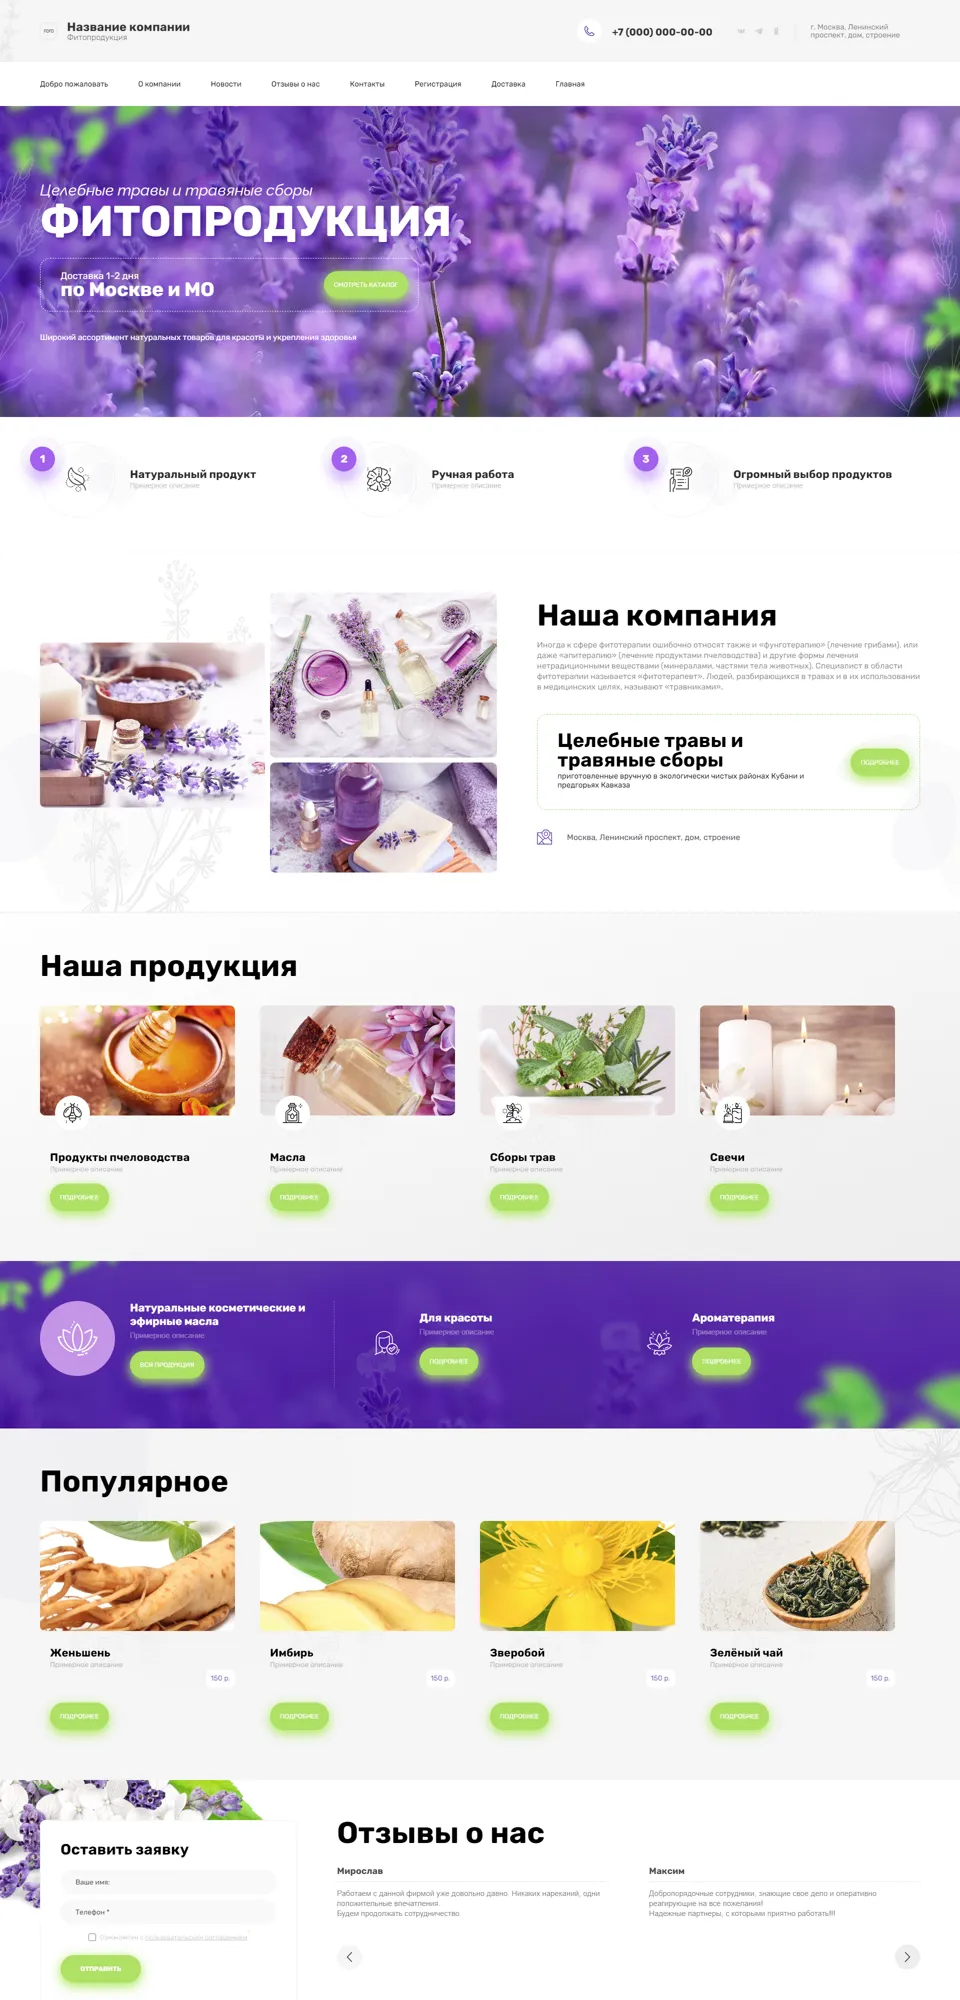 Название компании
Фитопродукция
+7 (000) 000-00-00
г. Москва, Ленинский
проспект, дом, строение
Добро пожаловать
О компании
Новости
Отзывы о нас
Контакты
Регистрация
Доставка
Главная
Целебные травы и травяные сборы
ФИТОПРОДУКЦИЯ
Доставка 1-2 дня
по Москве и МО
СМОТРЕТЬ КАТАЛОГ
Широкий ассортимент натуральных товаров для красоты и укрепления здоровья
1
Натуральный продукт
Примерное описание
2
Ручная работа
Примерное описание
3
Огромный выбор продуктов
Примерное описание
Наша компания
Иногда к сфере фитотерапии ошибочно относят также и «фунготерапию» (лечение грибами). или
даже «апитерапию» (лечение продуктами пчеловодства) и другие формы лечения
нетрадиционными веществами (минералами, частями тела животных). Специалист в области
фитотерапии называется «фитотерапевт». Людей, разбирающихся в травах и в их использовании
в медицинских целях, называют «травниками».
Целебные травы и
травяные сборы
приготовленные вручную в экологически чистых районах Кубани и
предгорьях Кавказа
ПОДРОБНЕЕ
Москва, Ленинский проспект, дом, строение
Наша продукция
Продукты пчеловодства
Примерное описание
ПОДРОБНЕЕ
Масла
Примерное описание
ПОДРОБНЕЕ
Сборы трав
Примерное описание
ПОДРОБНЕЕ
Свечи
Примерное описание
ПОДРОБНЕЕ
Натуральные косметические и
эфирные масла
Примерное описание
ВСЯ ПРОДУКЦИЯ
Для красоты
Примерное описание
ПОДРОБНЕЕ
Ароматерапия
Примерное описание
ПОДРОБНЕЕ
Популярное
Женьшень
Примерное описание
150 р.
ПОДРОБНЕЕ
Имбирь
Примерное описание
150 р.
ПОДРОБНЕЕ
Зверобой
Примерное описание
150 р.
ПОДРОБНЕЕ
Зелёный чай
Примерное описание
150 р.
ПОДРОБНЕЕ
Оставить заявку
Ваше имя:
Телефон *
Ознакомлен с пользовательским соглашением
ОТПРАВИТЬ
Отзывы о нас
Мирослав
Работаем с данной фирмой уже довольно давно. Никаких нареканий, одни
положительные впечатления.
Будем продолжать сотрудничество.
Максим
Добропорядочные сотрудники, знающие свое дело и оперативно
реагирующие на все пожелания!
Надежные партнеры, с которыми приятно работать!!!